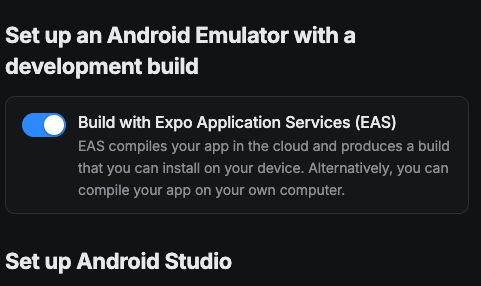 Set up an Android Emulator with a
development build
Build with Expo Application Services (EAS)
EAS compiles your app in the cloud and produces a build
that you can install on your device. Alternatively, you can
compile your app on your own computer.
Set up Android Studio